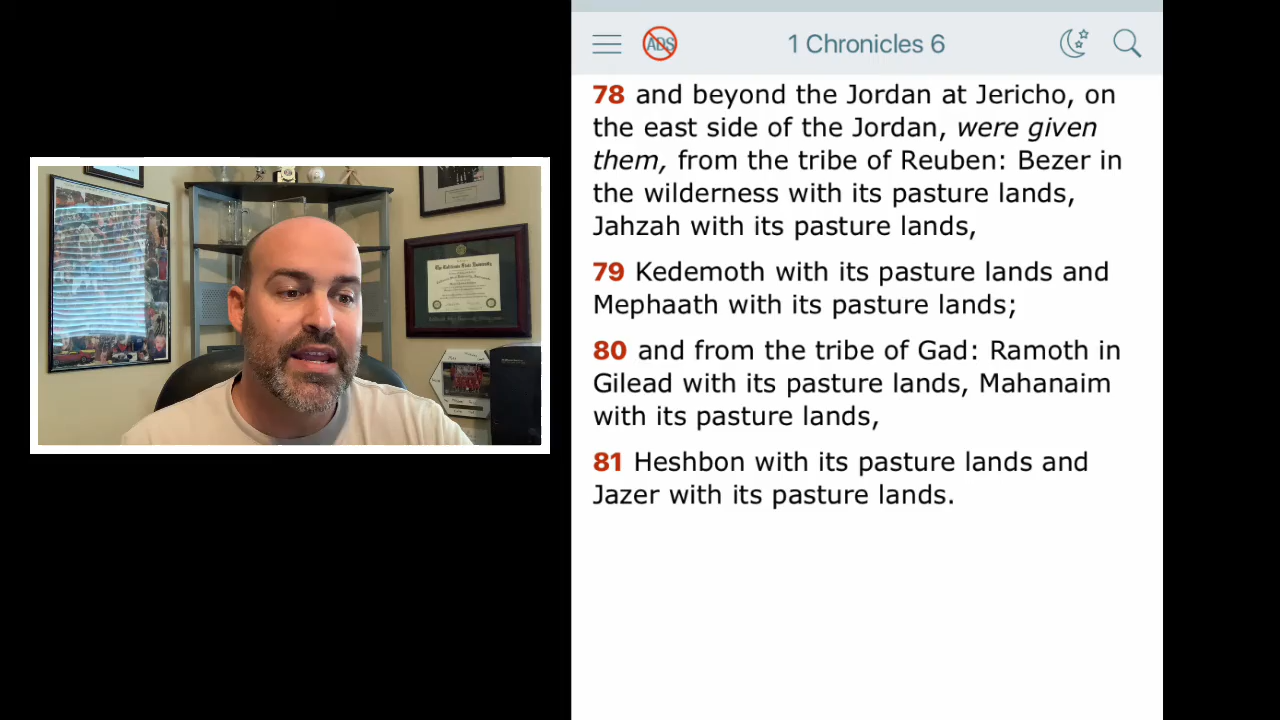 ADS
1 Chronicles 6
78 and beyond the Jordan at Jericho, on
the east side of the Jordan, were given
them, from the tribe of Reuben: Bezer in
the wilderness with its pasture lands,
Jahzah with its pasture lands,
79 Kedemoth with its pasture lands and
Mephaath with its pasture lands;
80 and from the tribe of Gad: Ramoth in
Gilead with its pasture lands, Mahanaim
with its pasture lands,
81 Heshbon with its pasture lands and
Jazer with its pasture lands.